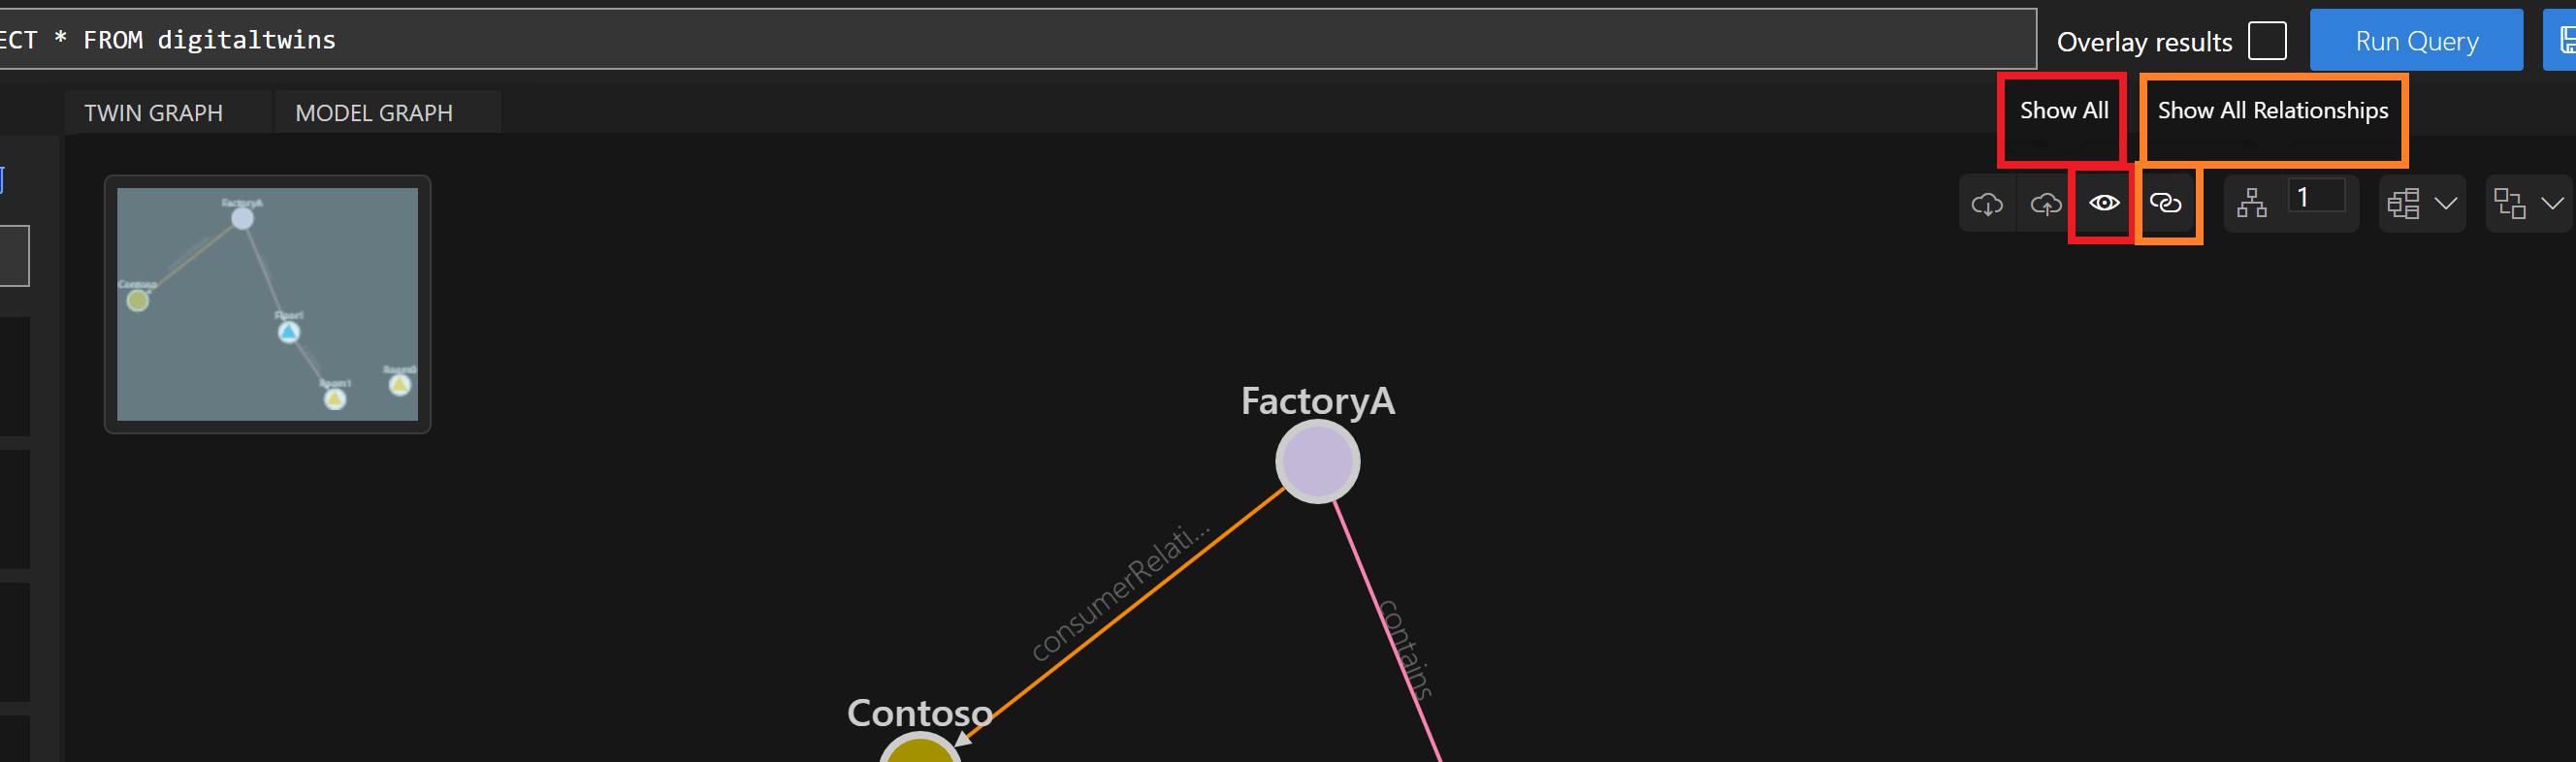 ECT * FROM digitaltwins
Overlay results
Run Query
TWIN GRAPH
MODEL GRAPH
Show All
Show All Relationships
1
FactoryA
Contoso
Floor1
Room1
FactoryA
consumerRelati...
contains
Contoso